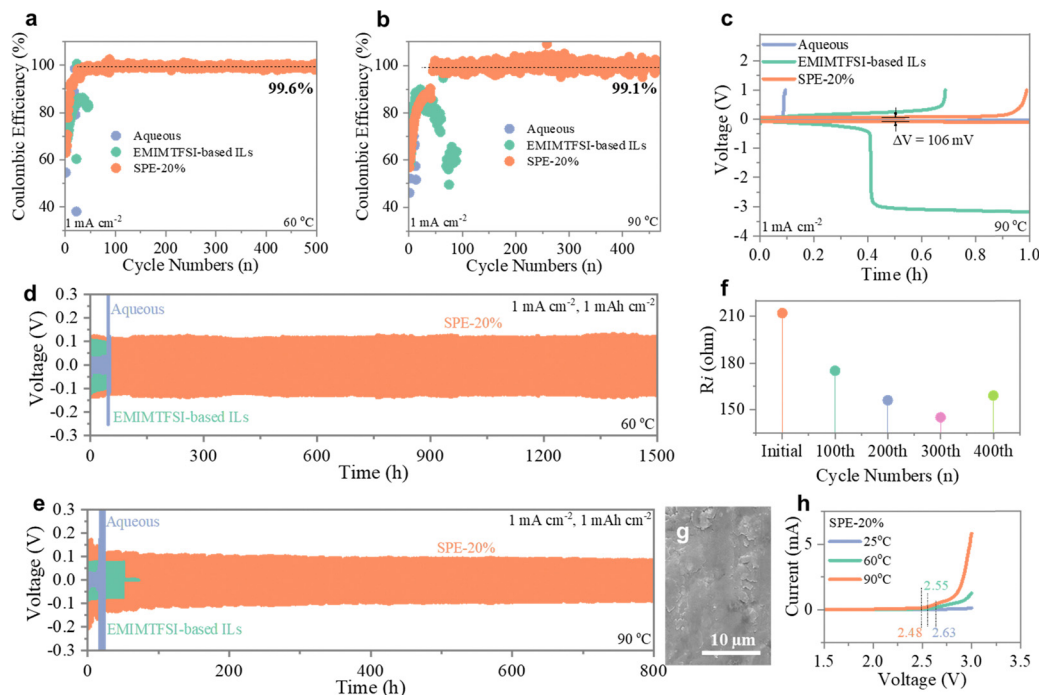 a
Coulombic Efficiency (%)
100
80
60
40
99.6%
Aqueous
EMIMTFSI-based ILs
SPE-20%
1 mA cm⁻²
60 °C
0 100 200 300 400 500
Cycle Numbers (n)
b
Coulombic Efficiency (%)
100
80
60
40
99.1%
Aqueous
EMIMTFSI-based ILs
SPE-20%
1 mA cm⁻²
90 °C
0 100 200 300 400
Cycle Numbers (n)
c
Voltage (V)
2
1
0
-1
-2
-3
-4
Aqueous
EMIMTFSI-based ILs
SPE-20%
ΔV = 106 mV
1 mA cm⁻²
90 °C
0.0 0.2 0.4 0.6 0.8 1.0
Time (h)
d
Voltage (V)
0.3
0.2
0.1
0.0
-0.1
-0.2
-0.3
Aqueous
1 mA cm⁻², 1 mAh cm⁻²
SPE-20%
EMIMTFSI-based ILs
60 °C
0 300 600 900 1200 1500
Time (h)
f
Ri (ohm)
210
180
150
Initial 100th 200th 300th 400th
Cycle Numbers (n)
e
Voltage (V)
0.3
0.2
0.1
0.0
-0.1
-0.2
-0.3
Aqueous
1 mA cm⁻², 1 mAh cm⁻²
SPE-20%
EMIMTFSI-based ILs
90 °C
0 200 400 600 800
Time (h)
g
10 μm
h
Current (mA)
5
0
SPE-20%
25°C
60°C
90°C
2.55
2.48
2.63
1.5 2.0 2.5 3.0
Voltage (V)